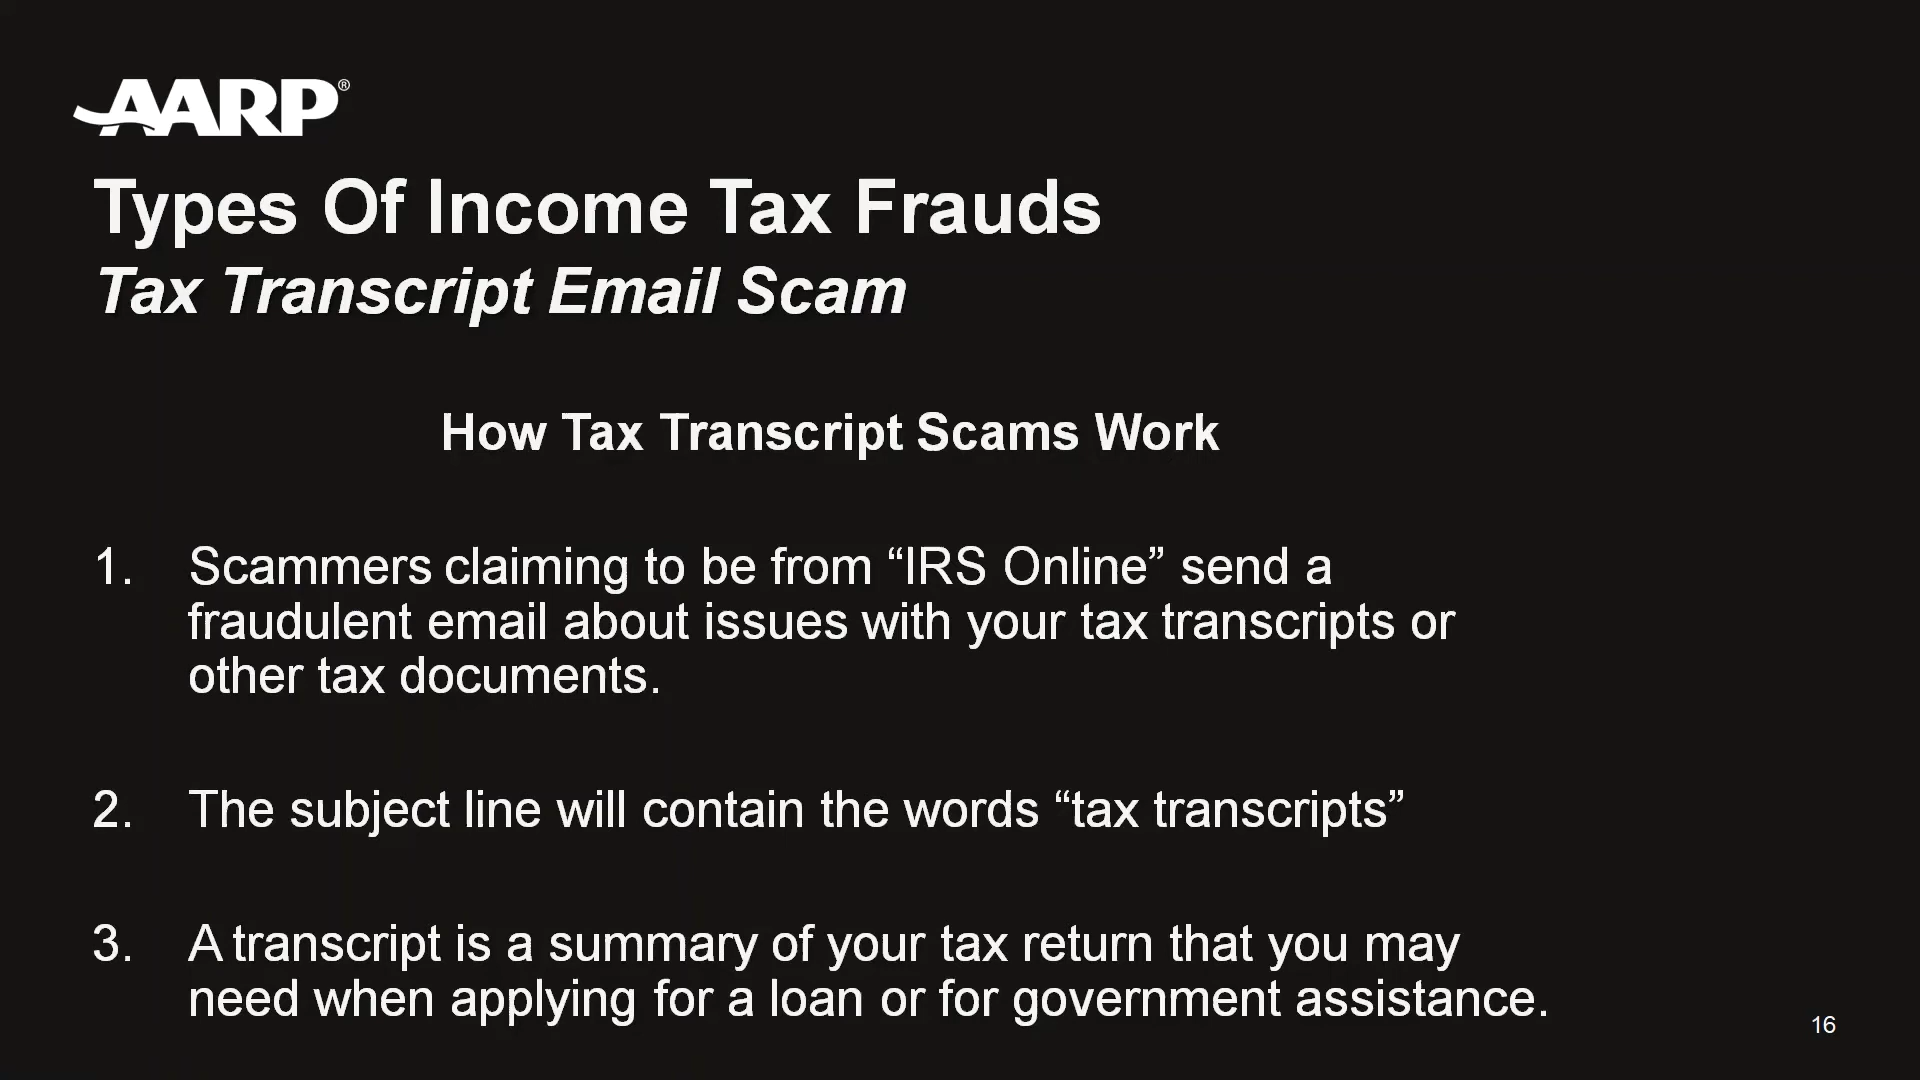 AARP®
Types Of Income Tax Frauds
Tax Transcript Email Scam
How Tax Transcript Scams Work
1. Scammers claiming to be from “IRS Online” send a
fraudulent email about issues with your tax transcripts or
other tax documents.
2. The subject line will contain the words “tax transcripts”
3. A transcript is a summary of your tax return that you may
need when applying for a loan or for government assistance.
16